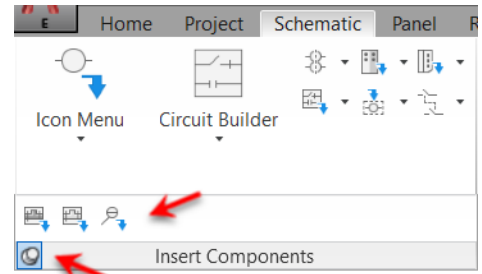 E
Home Project Schematic Panel R
Icon Menu Circuit Builder
Insert Components